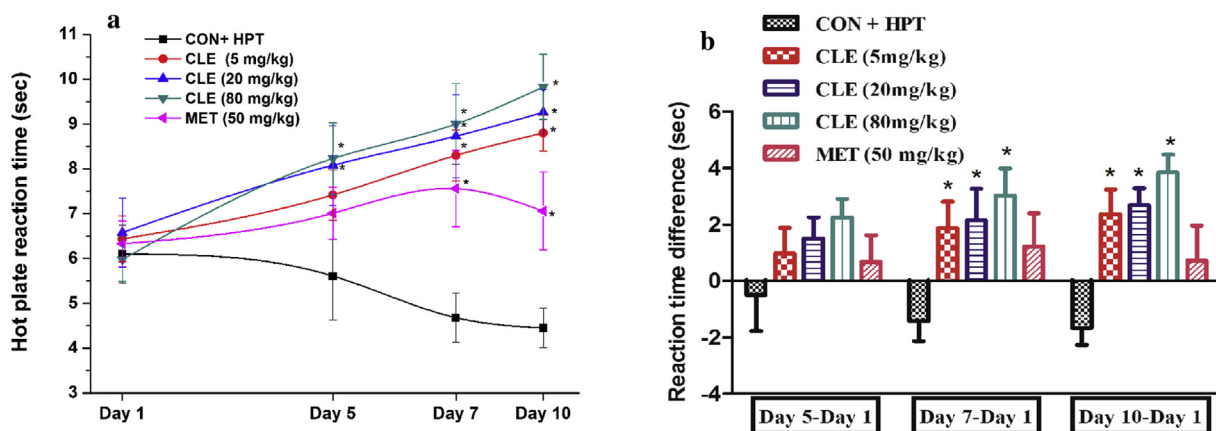 a
CON+ HPT
CLE (5 mg/kg)
CLE (20 mg/kg)
CLE (80 mg/kg)
MET (50 mg/kg)
Hot plate reaction time (sec)
11
10
9
8
7
6
5
4
3
* * * * * * * * * * *
Day 1 Day 5 Day 7 Day 10
b
CON + HPT
CLE (5mg/kg)
CLE (20mg/kg)
CLE (80mg/kg)
MET (50 mg/kg)
Reaction time difference (sec)
6
4
2
0
-2
-4
* * * * * *
Day 5-Day 1 Day 7-Day 1 Day 10-Day 1